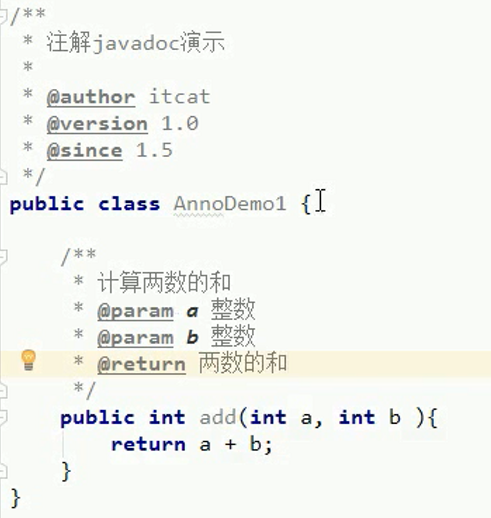 /**
 * 注解javadoc演示
 *
 * @author itcat
 * @version 1.0
 * @since 1.5
 */
public class AnnoDemo1 {
    /**
     * 计算两数的和
     * @param a 整数
     * @param b 整数
     * @return 两数的和
     */
    public int add(int a, int b ){
        return a + b;
    }
}